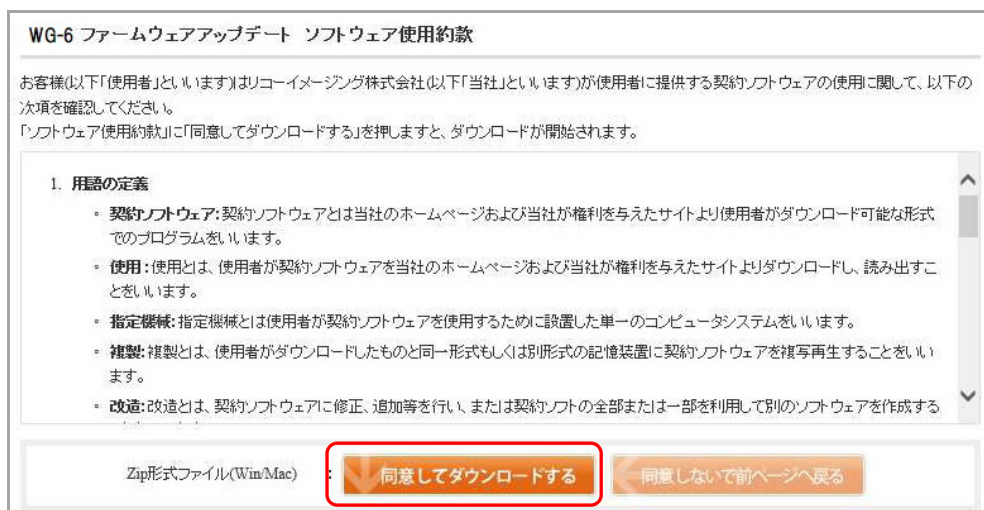 WG-6 ファームウェアアップデート ソフトウェア使用約款
お客様(以下「使用者」といいます)はリコーイメージング株式会社(以下「当社」といいます)が使用者に提供する契約ソフトウェアの使用に関して、以下の
次項を確認してください。
「ソフトウェア使用約款」に「同意してダウンロードする」を押しますと、ダウンロードが開始されます。
1. 用語の定義
◦ 契約ソフトウェア:契約ソフトウェアとは当社のホームページおよび当社が権利を与えたサイトより使用者がダウンロード可能な形式
でのプログラムをいいます。
◦ 使用:使用とは、使用者が契約ソフトウェアを当社のホームページおよび当社が権利を与えたサイトよりダウンロードし、読み出すこ
とをいいます。
◦ 指定機械:指定機械とは使用者が契約ソフトウェアを使用するために設置した単一のコンピュータシステムをいいます。
◦ 複製:複製とは、使用者がダウンロードしたものと同一形式もしくは別形式の記憶装置に契約ソフトウェアを複写再生することをいい
ます。
◦ 改造:改造とは、契約ソフトウェアに修正、追加等を行い、または契約ソフトの全部または一部を利用して別のソフトウェアを作成する
Zip形式ファイル(Win/Mac) : 同意してダウンロードする 同意しないで前ページへ戻る